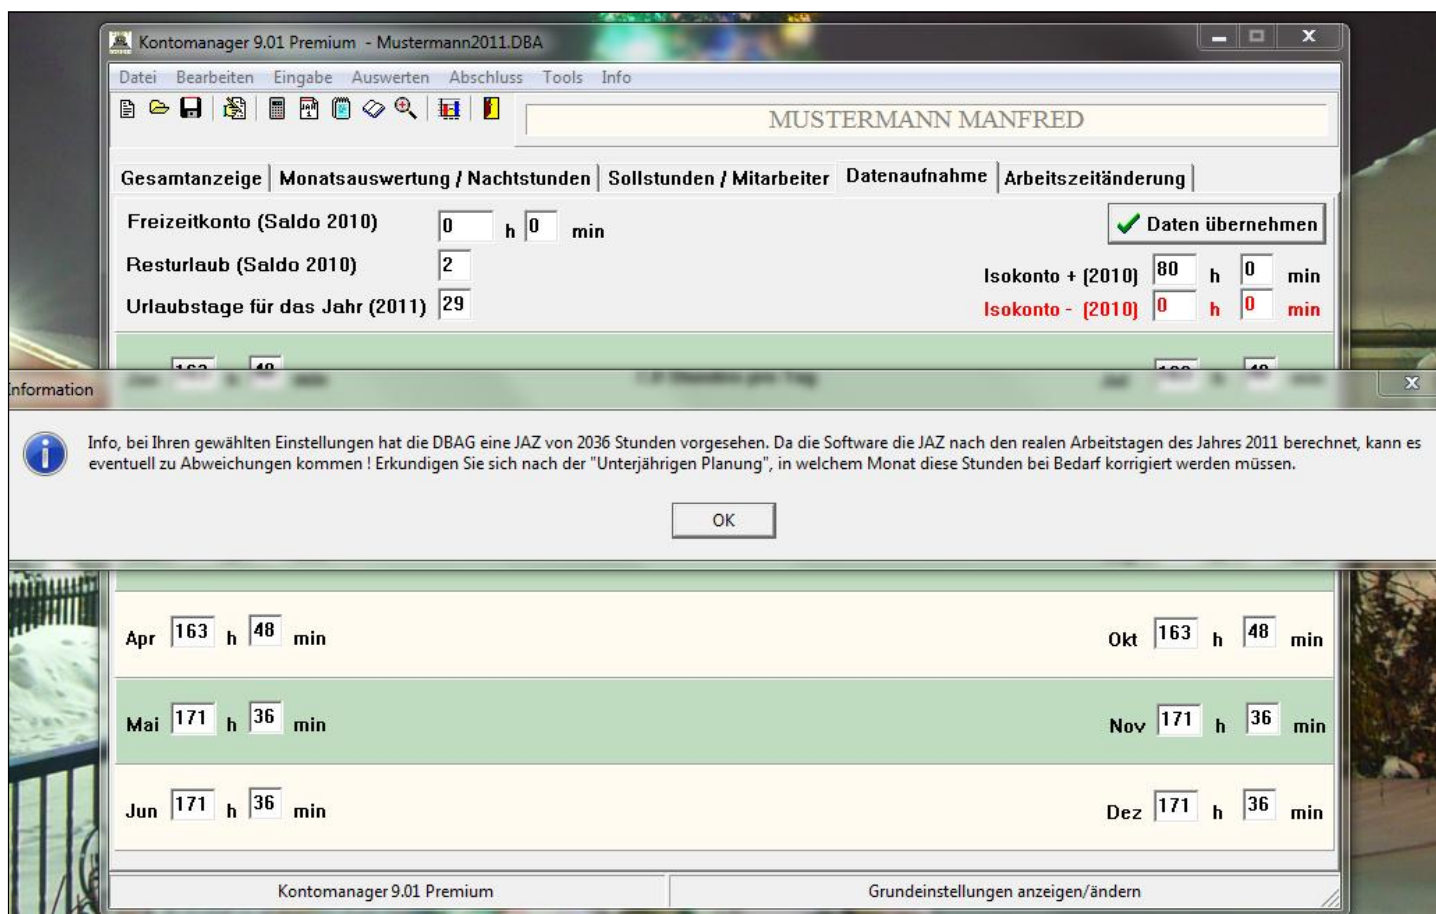 Kontomanager 9.01 Premium - Mustermann2011.DBA
Datei Bearbeiten Eingabe Auswerten Abschluss Tools Info
MUSTERMANN MANFRED
Gesamtanzeige Monatsauswertung / Nachtstunden Sollstunden / Mitarbeiter Datenaufnahme Arbeitszeitänderung
Freizeitkonto (Saldo 2010) 0 h 0 min
Daten übernehmen
Resturlaub (Saldo 2010) 2
Isokonto + (2010) 80 h 0 min
Urlaubstage für das Jahr (2011) 29
Isokonto - (2010) 0 h 0 min
Information
Info, bei Ihren gewählten Einstellungen hat die DBAG eine JAZ von 2036 Stunden vorgesehen. Da die Software die JAZ nach den realen Arbeitstagen des Jahres 2011 berechnet, kann es
eventuell zu Abweichungen kommen ! Erkundigen Sie sich nach der "Unterjährigen Planung", in welchem Monat diese Stunden bei Bedarf korrigiert werden müssen.
OK
Apr 163 h 48 min Okt 163 h 48 min
Mai 171 h 36 min Nov 171 h 36 min
Jun 171 h 36 min Dez 171 h 36 min
Kontomanager 9.01 Premium Grundeinstellungen anzeigen/ändern